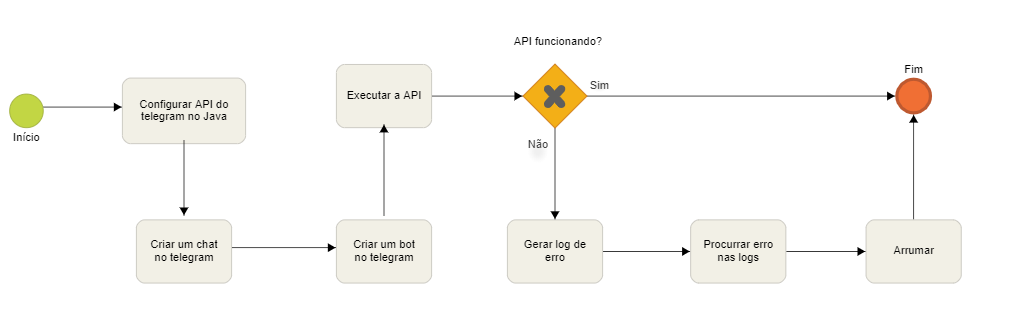 Início
Configurar API do
telegram no Java
Criar um chat
no telegram
Criar um bot
no telegram
Executar a API
API funcionando?
Sim
Não
Gerar log de
erro
Procurrar erro
nas logs
Arrumar
Fim